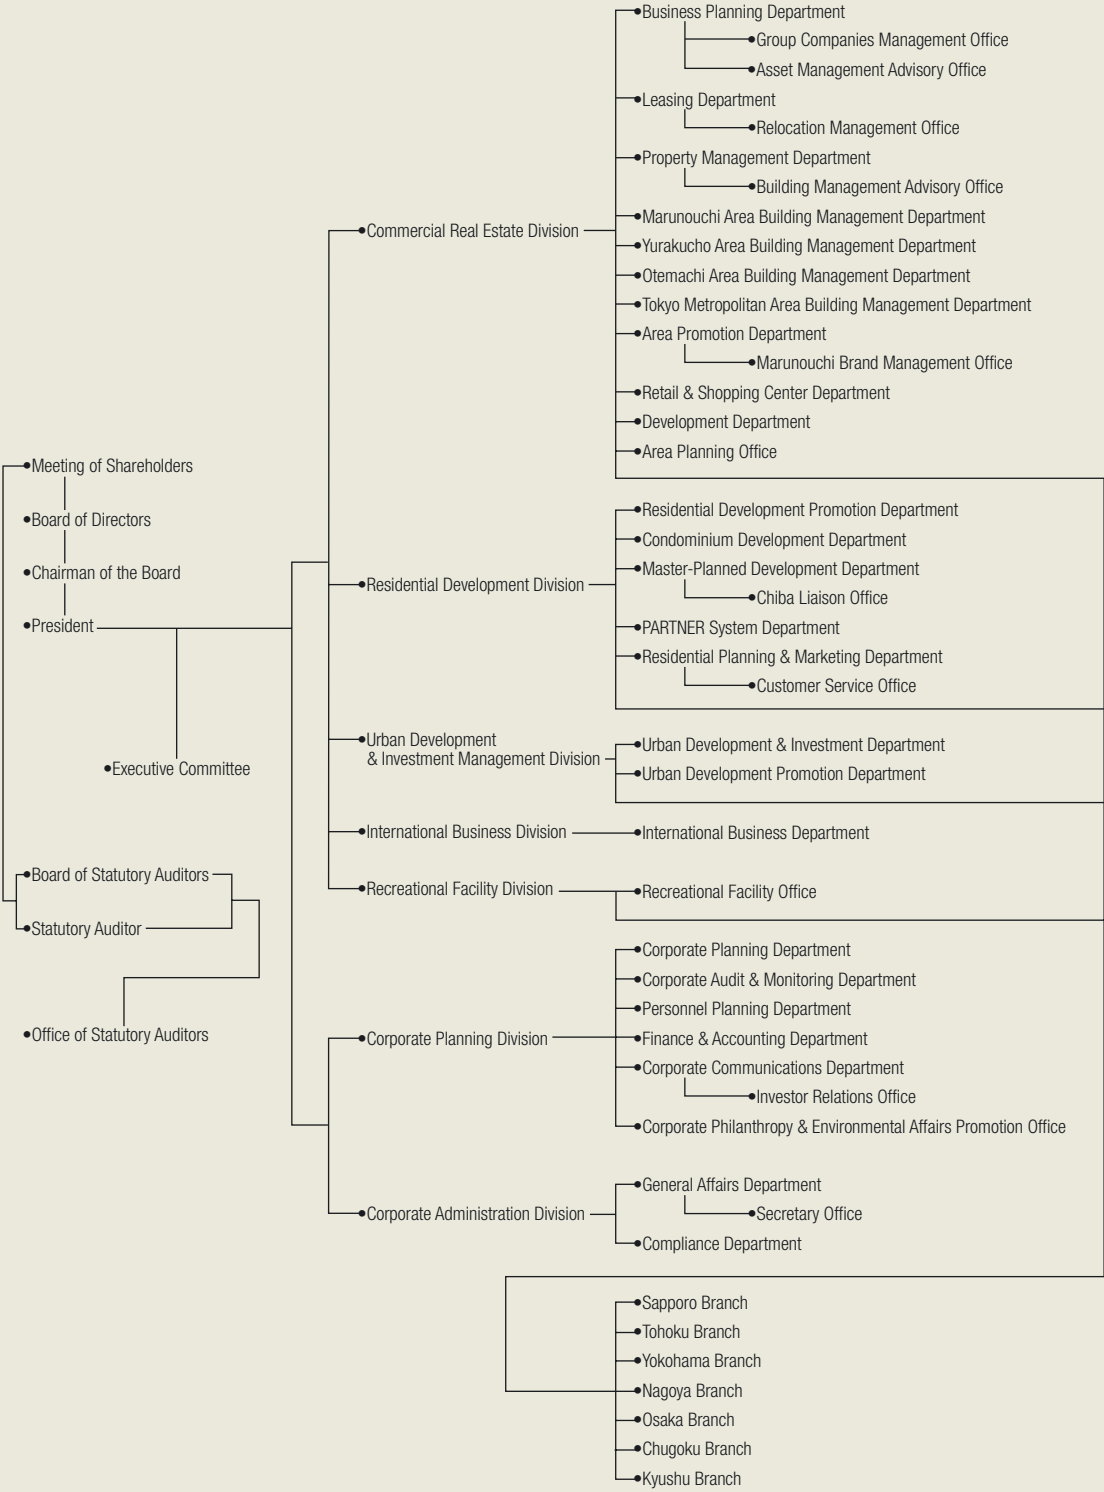 Meeting of Shareholders
Board of Directors
Chairman of the Board
President
Executive Committee
Board of Statutory Auditors
Statutory Auditor
Office of Statutory Auditors
Commercial Real Estate Division
Business Planning Department
Group Companies Management Office
Asset Management Advisory Office
Leasing Department
Relocation Management Office
Property Management Department
Building Management Advisory Office
Marunouchi Area Building Management Department
Yurakucho Area Building Management Department
Otemachi Area Building Management Department
Tokyo Metropolitan Area Building Management Department
Area Promotion Department
Marunouchi Brand Management Office
Retail & Shopping Center Department
Development Department
Area Planning Office
Residential Development Division
Residential Development Promotion Department
Condominium Development Department
Master-Planned Development Department
Chiba Liaison Office
PARTNER System Department
Residential Planning & Marketing Department
Customer Service Office
Urban Development
& Investment Management Division
Urban Development & Investment Department
Urban Development Promotion Department
International Business Division
International Business Department
Recreational Facility Division
Recreational Facility Office
Corporate Planning Division
Corporate Planning Department
Corporate Audit & Monitoring Department
Personnel Planning Department
Finance & Accounting Department
Corporate Communications Department
Investor Relations Office
Corporate Philanthropy & Environmental Affairs Promotion Office
Corporate Administration Division
General Affairs Department
Secretary Office
Compliance Department
Sapporo Branch
Tohoku Branch
Yokohama Branch
Nagoya Branch
Osaka Branch
Chugoku Branch
Kyushu Branch